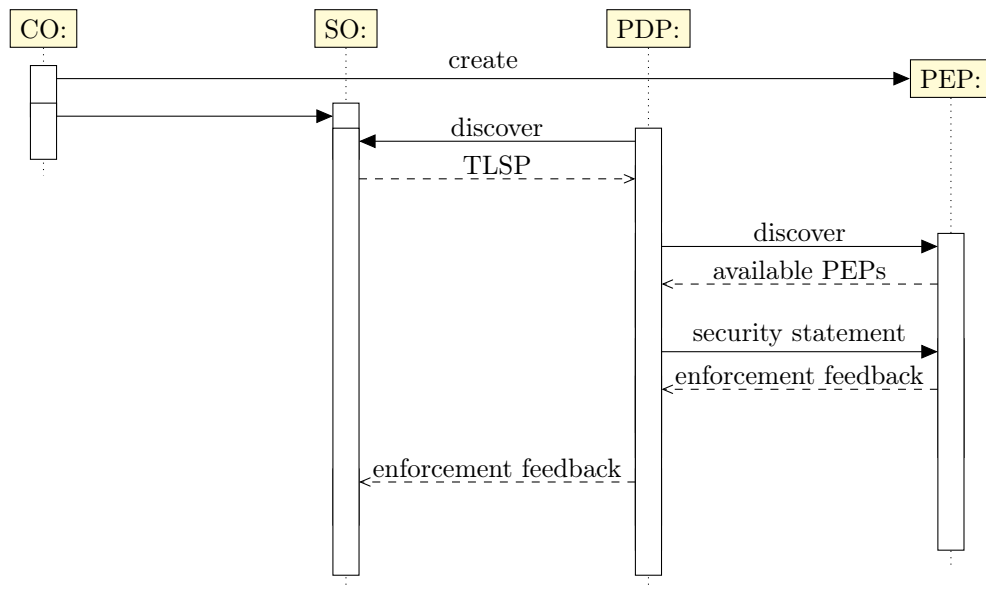 CO:
SO:
PDP:
create
PEP:
discover
TLSP
discover
available PEPs
security statement
enforcement feedback
enforcement feedback